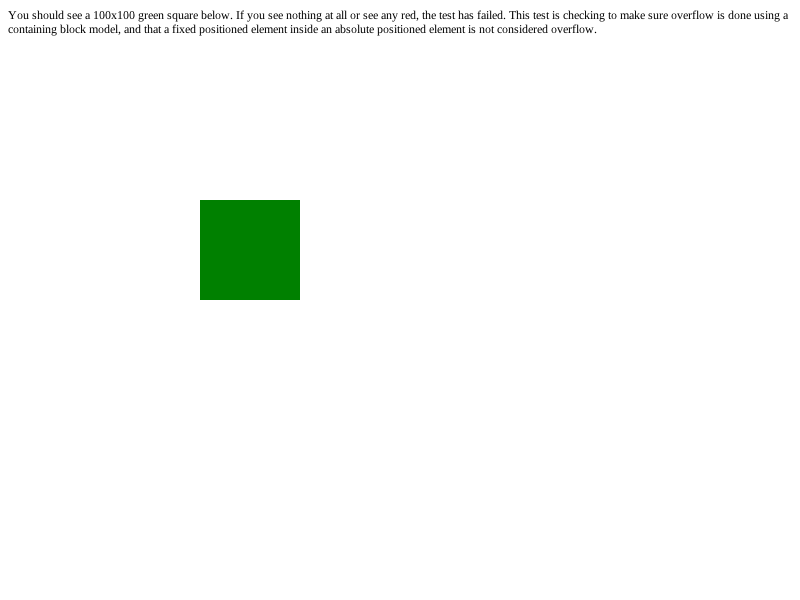 You should see a 100x100 green square below. If you see nothing at all or see any red, the test has failed. This test is checking to make sure overflow is done using a
containing block model, and that a fixed positioned element inside an absolute positioned element is not considered overflow.